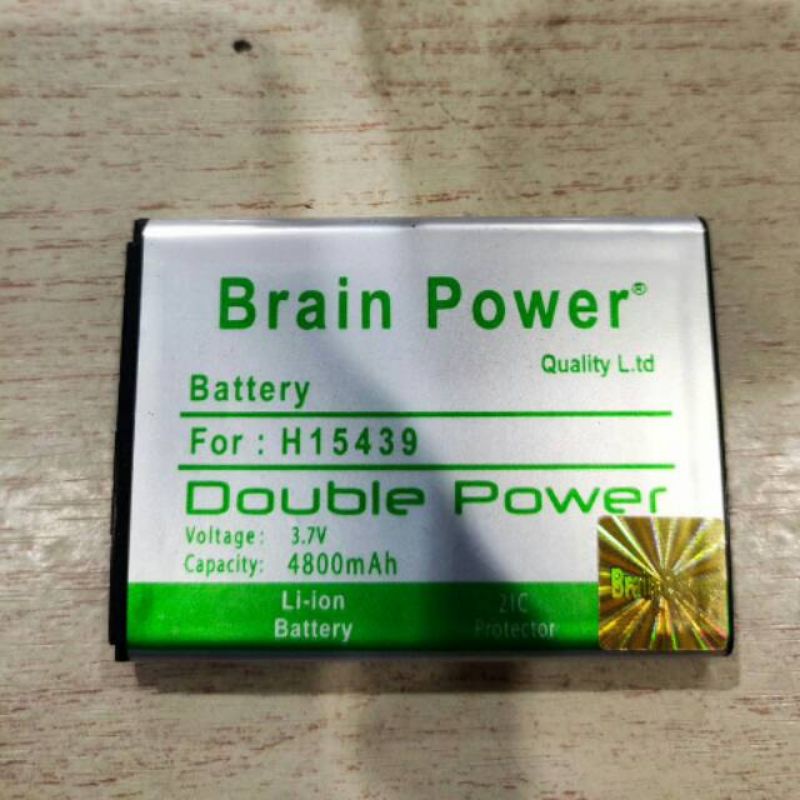 Brain Power®
Quality L.td
Battery
For : H15439
Double Power
Voltage : 3.7V
Capacity: 4800mAh
Li-ion
Battery
2IC
Protector
Brain